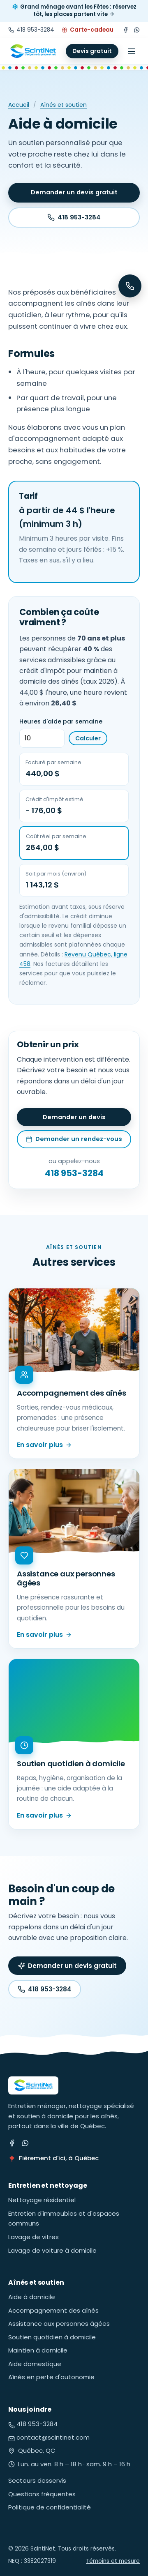 Grand ménage avant les Fêtes : réservez
tôt, les places partent vite →
418 953-3284
Carte-cadeau
ScintiNet
Devis gratuit
Accueil / Aînés et soutien
Aide à domicile
Un soutien personnalisé pour que
votre proche reste chez lui dans le
confort et la sécurité.
Demander un devis gratuit
418 953-3284
Nos préposés aux bénéficiaires
accompagnent les aînés dans leur
quotidien, à leur rythme, pour qu'ils
puissent continuer à vivre chez eux.
Formules
À l'heure, pour quelques visites par
semaine
Par quart de travail, pour une
présence plus longue
Nous élaborons avec vous un plan
d'accompagnement adapté aux
besoins et aux habitudes de votre
proche, sans engagement.
Tarif
à partir de 44 $ l'heure
(minimum 3 h)
Minimum 3 heures par visite. Fins
de semaine et jours fériés : +15 %.
Taxes en sus, s'il y a lieu.
Combien ça coûte
vraiment ?
Les personnes de 70 ans et plus
peuvent récupérer 40 % des
services admissibles grâce au
crédit d'impôt pour maintien à
domicile des aînés (taux 2026). À
44,00 $ l'heure, une heure revient
à environ 26,40 $.
Heures d'aide par semaine
10
Calculer
Facturé par semaine
440,00 $
Crédit d'impôt estimé
- 176,00 $
Coût réel par semaine
264,00 $
Soit par mois (environ)
1 143,12 $
Estimation avant taxes, sous réserve
d'admissibilité. Le crédit diminue
lorsque le revenu familial dépasse un
certain seuil et les dépenses
admissibles sont plafonnées chaque
année. Détails : Revenu Québec, ligne
458. Nos factures détaillent les
services pour que vous puissiez le
réclamer.
Obtenir un prix
Chaque intervention est différente.
Décrivez votre besoin et nous vous
répondons dans un délai d'un jour
ouvrable.
Demander un devis
Demander un rendez-vous
ou appelez-nous
418 953-3284
AÎNÉS ET SOUTIEN
Autres services
Accompagnement des aînés
Sorties, rendez-vous médicaux,
promenades : une présence
chaleureuse pour briser l'isolement.
En savoir plus →
Assistance aux personnes
âgées
Une présence rassurante et
professionnelle pour les besoins du
quotidien.
En savoir plus →
Soutien quotidien à domicile
Repas, hygiène, organisation de la
journée : une aide adaptée à la
routine de chacun.
En savoir plus →
Besoin d'un coup de
main ?
Décrivez votre besoin : nous vous
rappelons dans un délai d'un jour
ouvrable avec une proposition claire.
Demander un devis gratuit
418 953-3284
ScintiNet
Entretien ménager, nettoyage spécialisé
et soutien à domicile pour les aînés,
partout dans la ville de Québec.
Fièrement d'ici, à Québec
Entretien et nettoyage
Nettoyage résidentiel
Entretien d'immeubles et d'espaces
communs
Lavage de vitres
Lavage de voiture à domicile
Aînés et soutien
Aide à domicile
Accompagnement des aînés
Assistance aux personnes âgées
Soutien quotidien à domicile
Maintien à domicile
Aide domestique
Aînés en perte d'autonomie
Nous joindre
418 953-3284
contact@scintinet.com
Québec, QC
Lun. au ven. 8 h – 18 h · sam. 9 h – 16 h
Secteurs desservis
Questions fréquentes
Politique de confidentialité
© 2026 ScintiNet. Tous droits réservés.
NEQ : 3382027319
Témoins et mesure